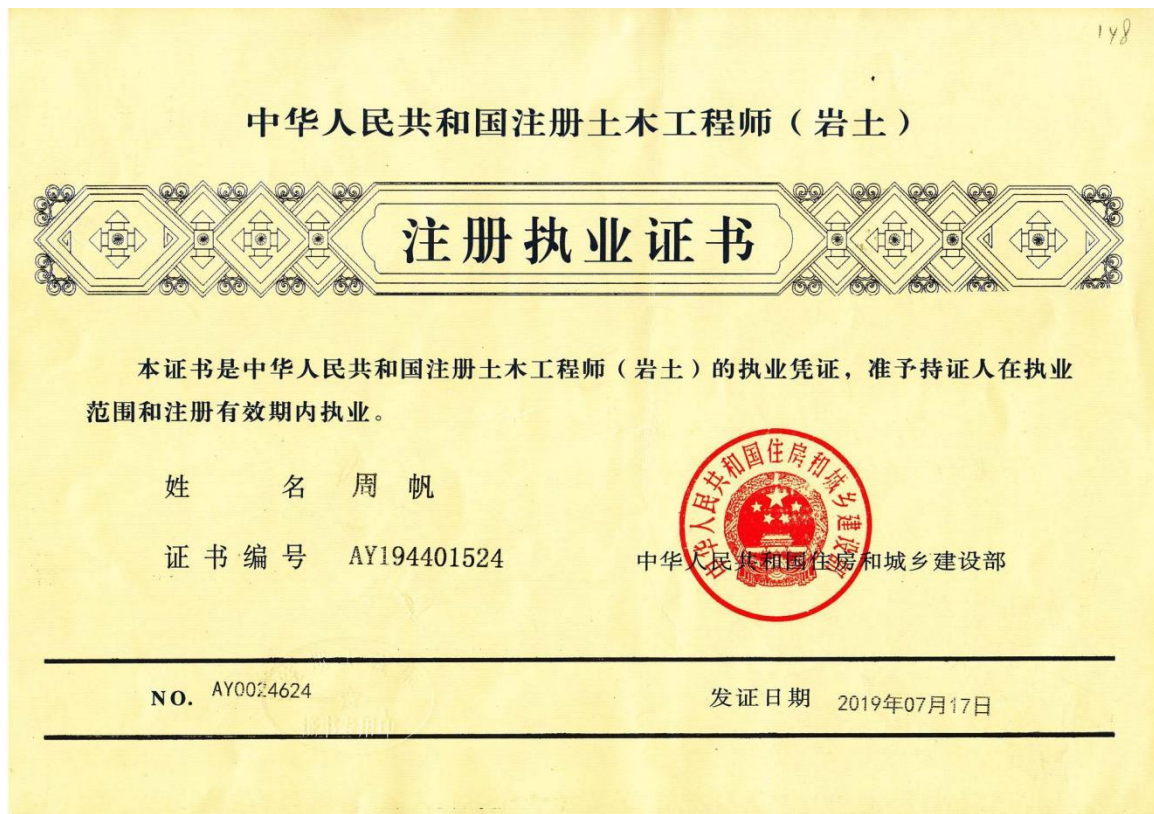 148
中华人民共和国注册土木工程师（岩土）
注册执业证书
本证书是中华人民共和国注册土木工程师（岩土）的执业凭证，准予持证人在执业
范围和注册有效期内执业。
姓 名 周 帆
证书编号 AY194401524
中华人民共和国住房和城乡建设部
中华人民共和国住房和城乡建设部
NO. AY0024624
发证日期 2019年07月17日